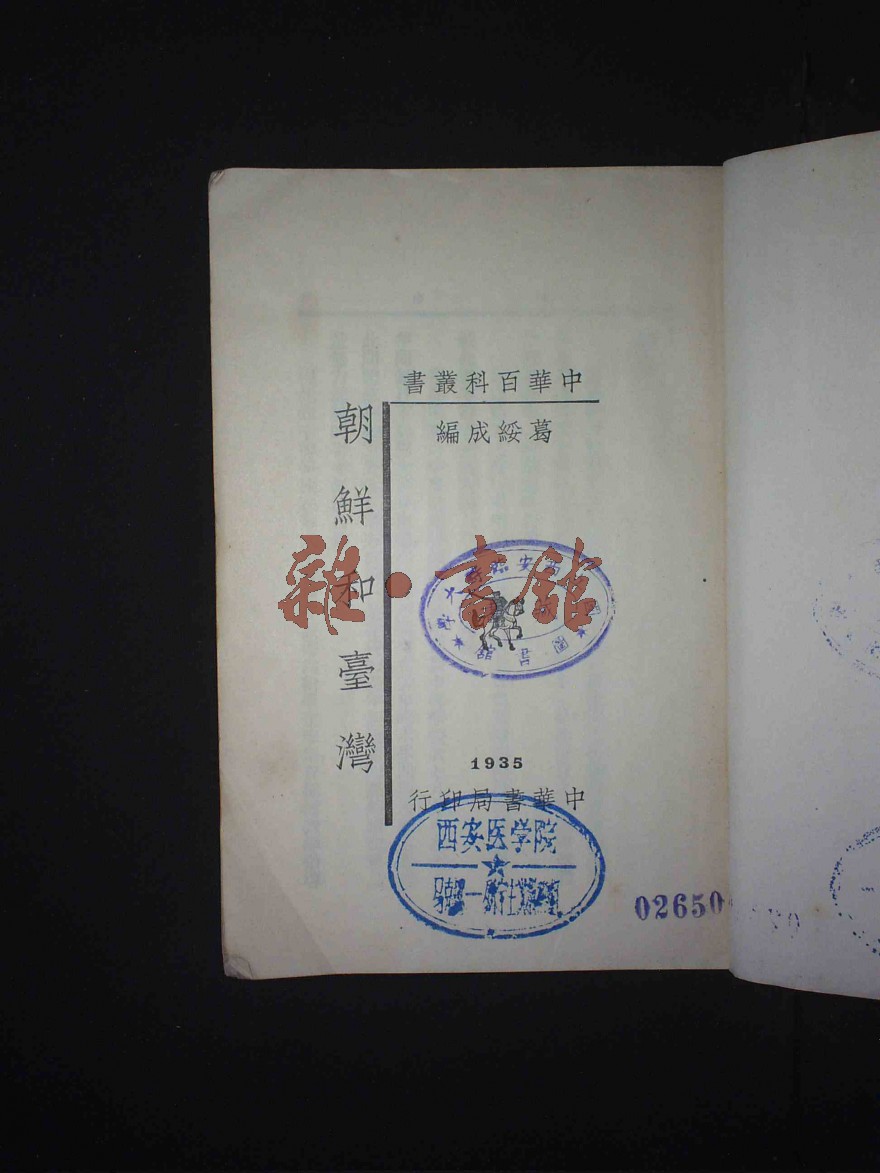 中華百科叢書
葛綏成編
朝鮮和臺灣
1935
中華書局印行
雜·書館
西安医学院
02650